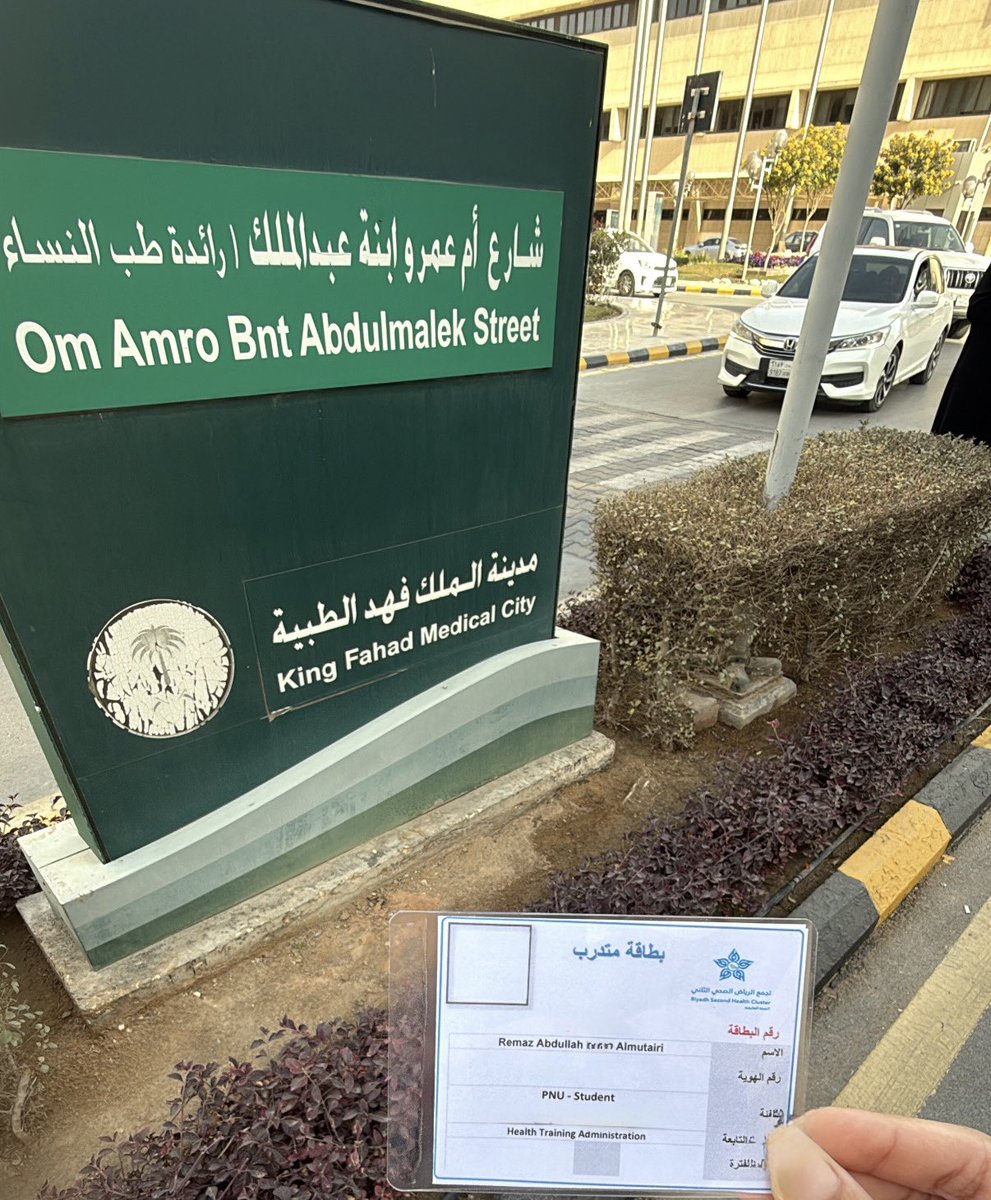 شارع أم عمرو ابنة عبدالملك / رائدة طب النساء
Om Amro Bnt Abdulmalek Street
مدينة الملك فهد الطبية
King Fahad Medical City
بطاقة متدرب
تجمع الرياض الصحي الثاني
Riyadh Second Health Cluster
رقم البطاقة
Remaz Abdullah Almutairi
الاسم
رقم الهوية
PNU - Student
Health Training Administration